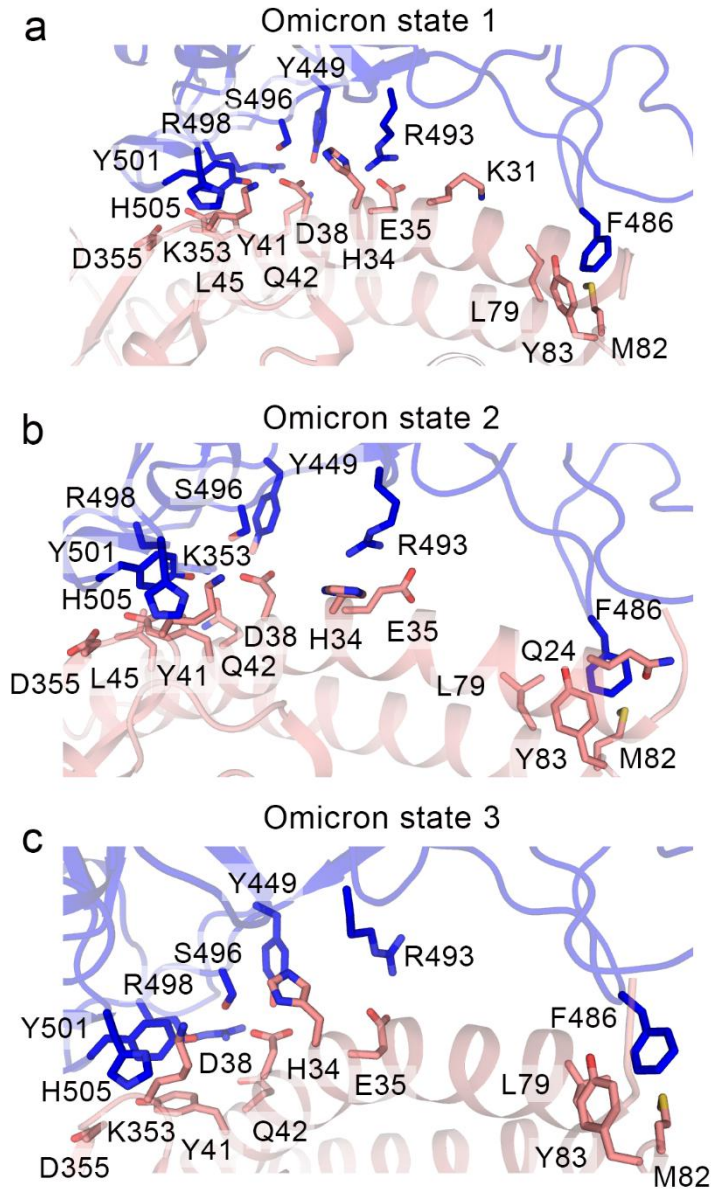 a
Omicron state 1
Y449
S496
R498
R493
Y501
K31
H505
F486
D38
E35
D355
K353
Y41
H34
L45
Q42
L79
Y83
M82
b
Omicron state 2
Y449
R498
S496
Y501
K353
R493
H505
F486
Q24
D38
H34
E35
D355
L45
Y41
Q42
L79
Y83
M82
c
Omicron state 3
Y449
S496
R493
R498
Y501
F486
D38
H34
H505
E35
L79
K353
Y41
Q42
Y83
D355
M82